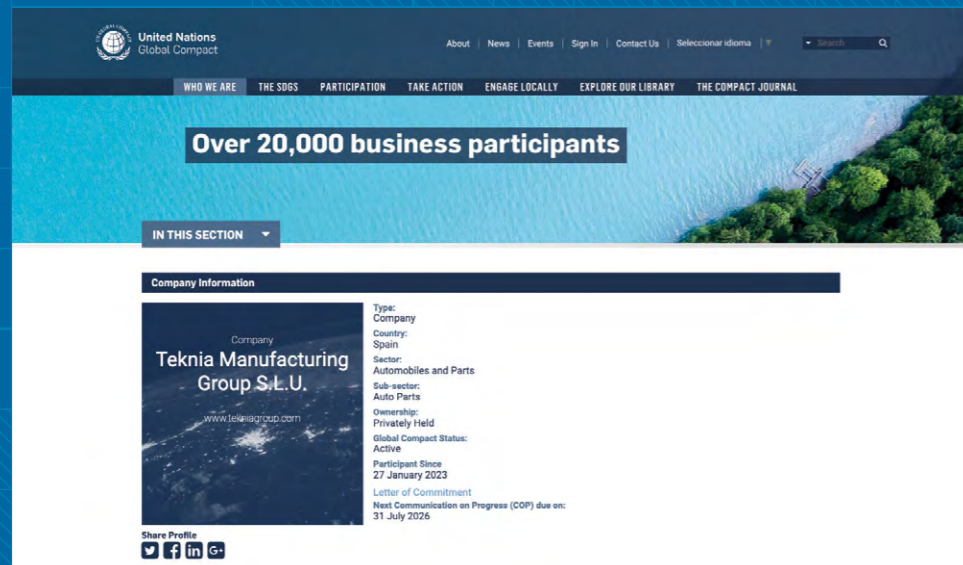 United Nations
Global Compact
About | News | Events | Sign In | Contact Us | Seleccionar idioma | ▼
Search
WHO WE ARE THE SDGS PARTICIPATION TAKE ACTION ENGAGE LOCALLY EXPLORE OUR LIBRARY THE COMPACT JOURNAL
Over 20,000 business participants
IN THIS SECTION
Company Information
Company
Teknia Manufacturing
Group S.L.U.
www.tekniagroup.com
Type:
Company
Country:
Spain
Sector:
Automobiles and Parts
Sub-sector:
Auto Parts
Ownership:
Privately Held
Global Compact Status:
Active
Participant Since
27 January 2023
Letter of Commitment
Next Communication on Progress (COP) due on:
31 July 2026
Share Profile